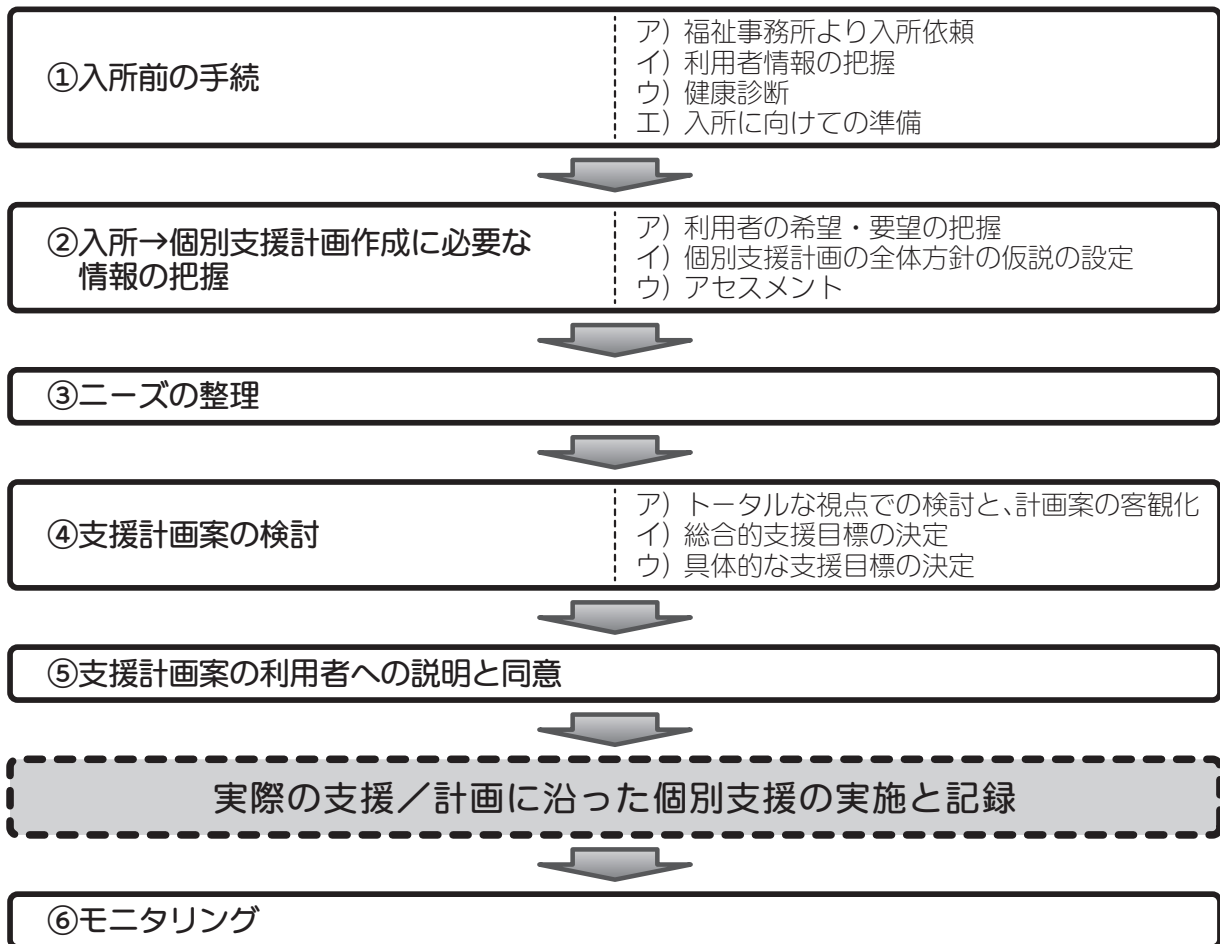 ①入所前の手続
ア）福祉事務所より入所依頼
イ）利用者情報の把握
ウ）健康診断
エ）入所に向けての準備
②入所→個別支援計画作成に必要な
情報の把握
ア）利用者の希望・要望の把握
イ）個別支援計画の全体方針の仮説の設定
ウ）アセスメント
③ニーズの整理
④支援計画案の検討
ア）トータルな視点での検討と、計画案の客観化
イ）総合的支援目標の決定
ウ）具体的な支援目標の決定
⑤支援計画案の利用者への説明と同意
実際の支援／計画に沿った個別支援の実施と記録
⑥モニタリング